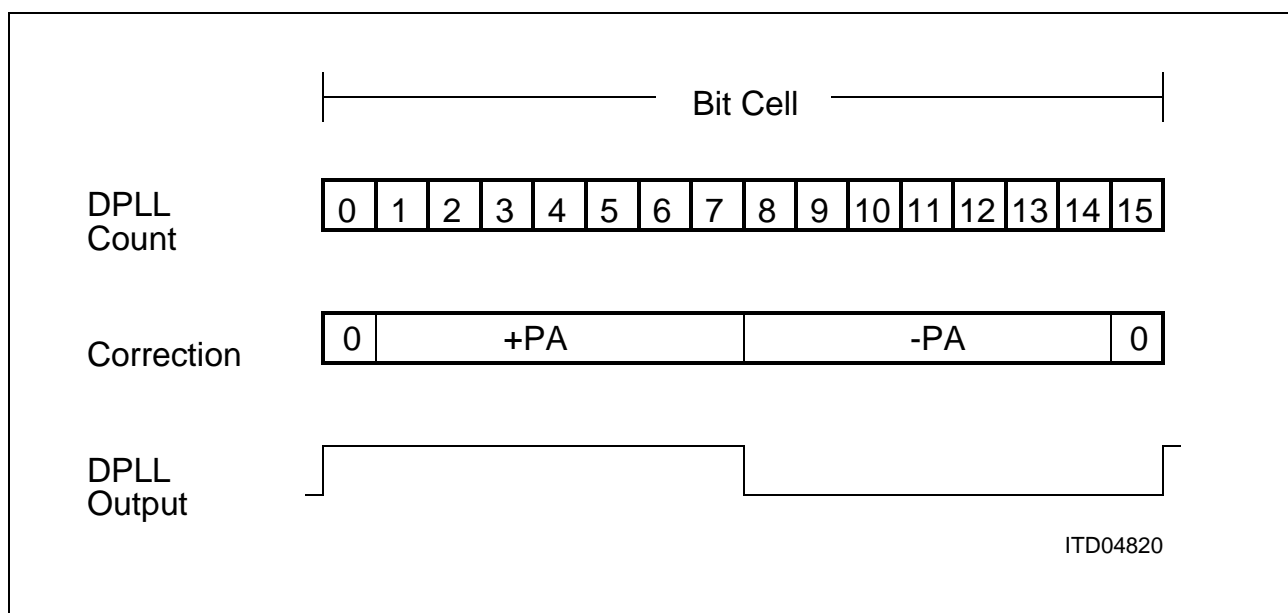 Bit Cell
DPLL
Count
0 1 2 3 4 5 6 7 8 9 10 11 12 13 14 15
Correction
0 +PA -PA 0
DPLL
Output
ITD04820